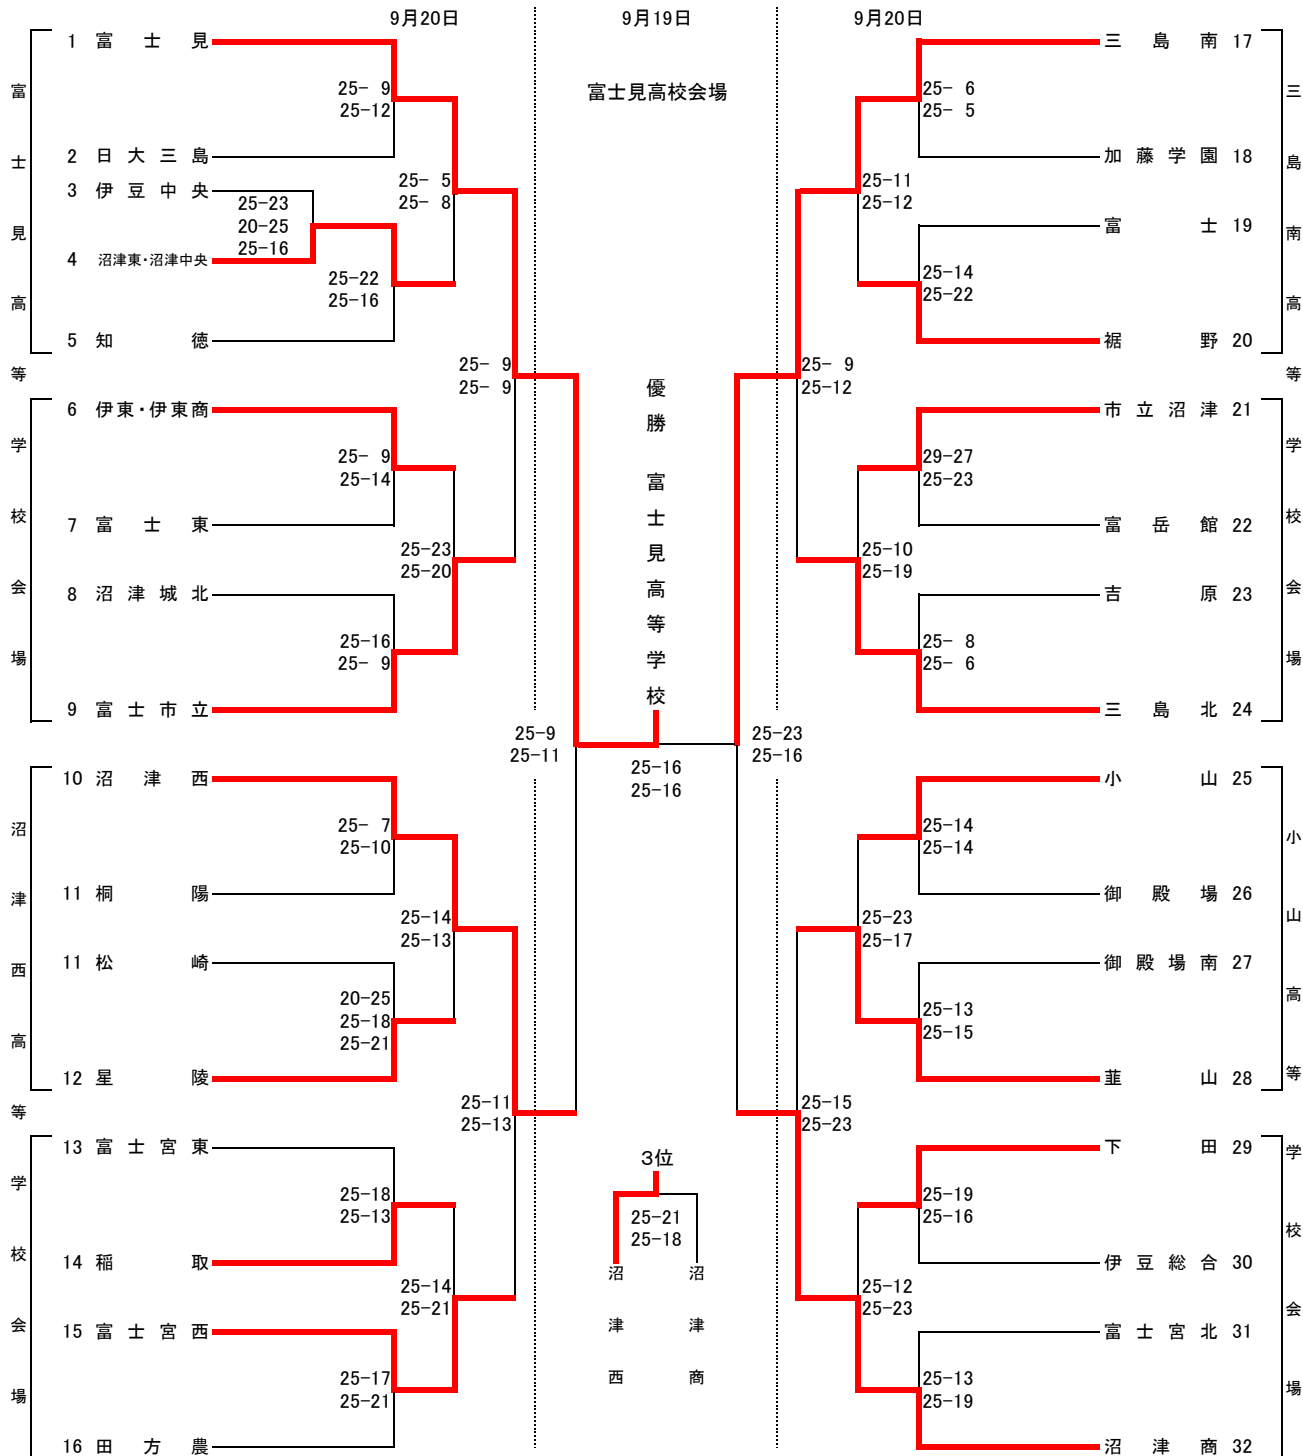 9月20日
9月19日
9月20日
富士見高校会場
富士見高等学校会場
1 富士見
2 日大三島
3 伊豆中央
4 沼津東・沼津中央
5 知徳
6 伊東・伊東商
7 富士東
8 沼津城北
9 富士市立
沼津西高等学校会場
10 沼津西
11 桐陽
11 松崎
12 星陵
13 富士宮東
14 稲取
15 富士宮西
16 田方農
25- 9
25-12
25-23
20-25
25-16
25-22
25-16
25- 5
25- 8
25- 9
25-14
25-16
25- 9
25-23
25-20
25- 9
25- 9
25- 7
25-10
20-25
25-18
25-21
25-14
25-13
25-18
25-13
25-17
25-21
25-14
25-21
25-11
25-13
25-9
25-11
優勝 富士見高等学校
25-16
25-16
3位
25-21
25-18
沼津西
沼津商
25-23
25-16
25- 9
25-12
25-11
25-12
25- 6
25- 5
25-14
25-22
25-10
25-19
29-27
25-23
25- 8
25- 6
25-15
25-23
25-23
25-17
25-14
25-14
25-13
25-15
25-12
25-23
25-19
25-16
25-13
25-19
三島南 17
加藤学園 18
富士 19
裾野 20
市立沼津 21
富岳館 22
吉原 23
三島北 24
三島南高等学校会場
小山 25
御殿場 26
御殿場南 27
韮山 28
下田 29
伊豆総合 30
富士宮北 31
沼津商 32
小山高等学校会場